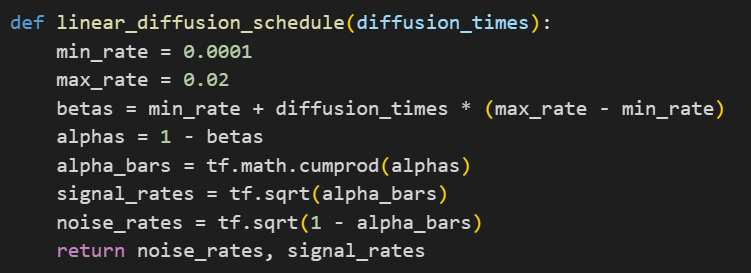 def linear_diffusion_schedule(diffusion_times):
    min_rate = 0.0001
    max_rate = 0.02
    betas = min_rate + diffusion_times * (max_rate - min_rate)
    alphas = 1 - betas
    alpha_bars = tf.math.cumprod(alphas)
    signal_rates = tf.sqrt(alpha_bars)
    noise_rates = tf.sqrt(1 - alpha_bars)
    return noise_rates, signal_rates